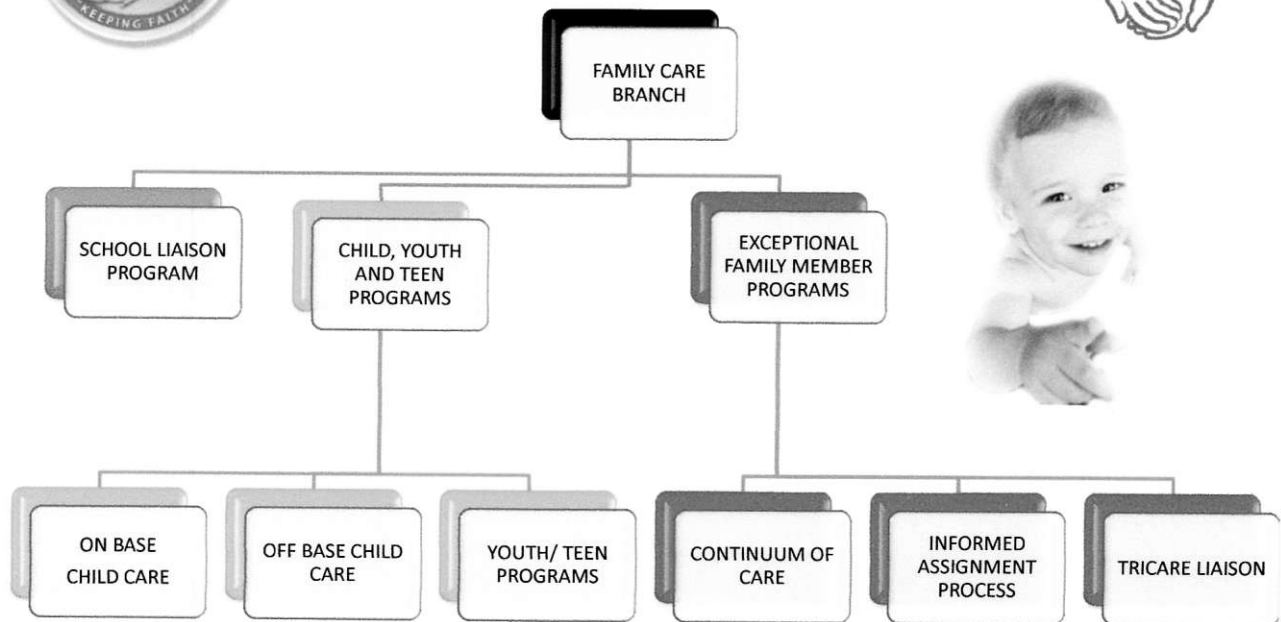 KEEPING FAITH
FAMILY CARE
BRANCH
SCHOOL LIAISON
PROGRAM
CHILD, YOUTH
AND TEEN
PROGRAMS
EXCEPTIONAL
FAMILY MEMBER
PROGRAMS
ON BASE
CHILD CARE
OFF BASE CHILD
CARE
YOUTH/ TEEN
PROGRAMS
CONTINUUM OF
CARE
INFORMED
ASSIGNMENT
PROCESS
TRICARE LIAISON